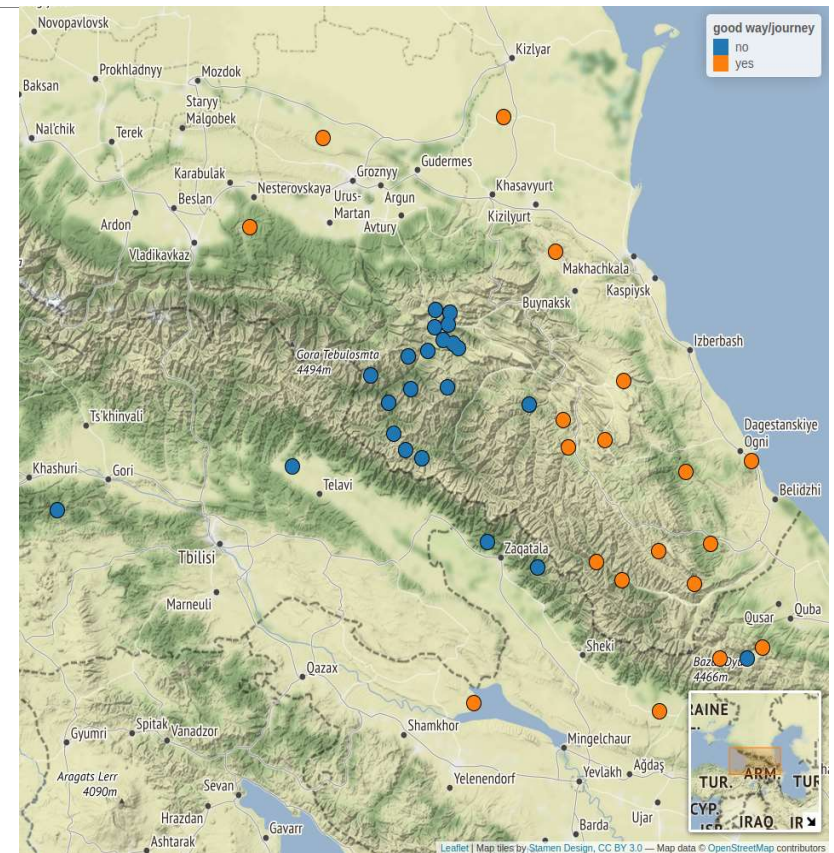 good way/journey
no
yes
Novopavlovsk
Kizlyar
Prokhladnyy
Mozdok
Baksan
Staryy
Malgobek
Nal'chik
Terek
Gudermes
Karabulak
Groznyy
Nesterovskaya
Khasavyurt
Beslan
Urus-
Martan
Argun
Kizilyurt
Ardon
Avtury
Vladikavkaz
Makhachkala
Kaspiysk
Buynaksk
Izberbash
Gora Tebulosmta
4494m
Ts'khinvali
Dagestanskiye
Ogni
Khashuri
Gori
Telavi
Belidzhi
Tbilisi
Zaqatala
Marneuli
Qusar
Quba
Sheki
4466m
Qazax
Gyumri
Spitak
Vanadzor
Shamkhor
Mingelchaur
Aragats Lerr
4090m
Yelenendorf
Yevlakh
Ağdaş
Sevan
Hrazdan
Ujar
Gavarr
Barda
Ashtarak
RAINE
TUR.
ARM.
TUR
CYP
IRAQ
IR
Leaflet | Map tiles by Stamen Design, CC BY 3.0 — Map data © OpenStreetMap contributors